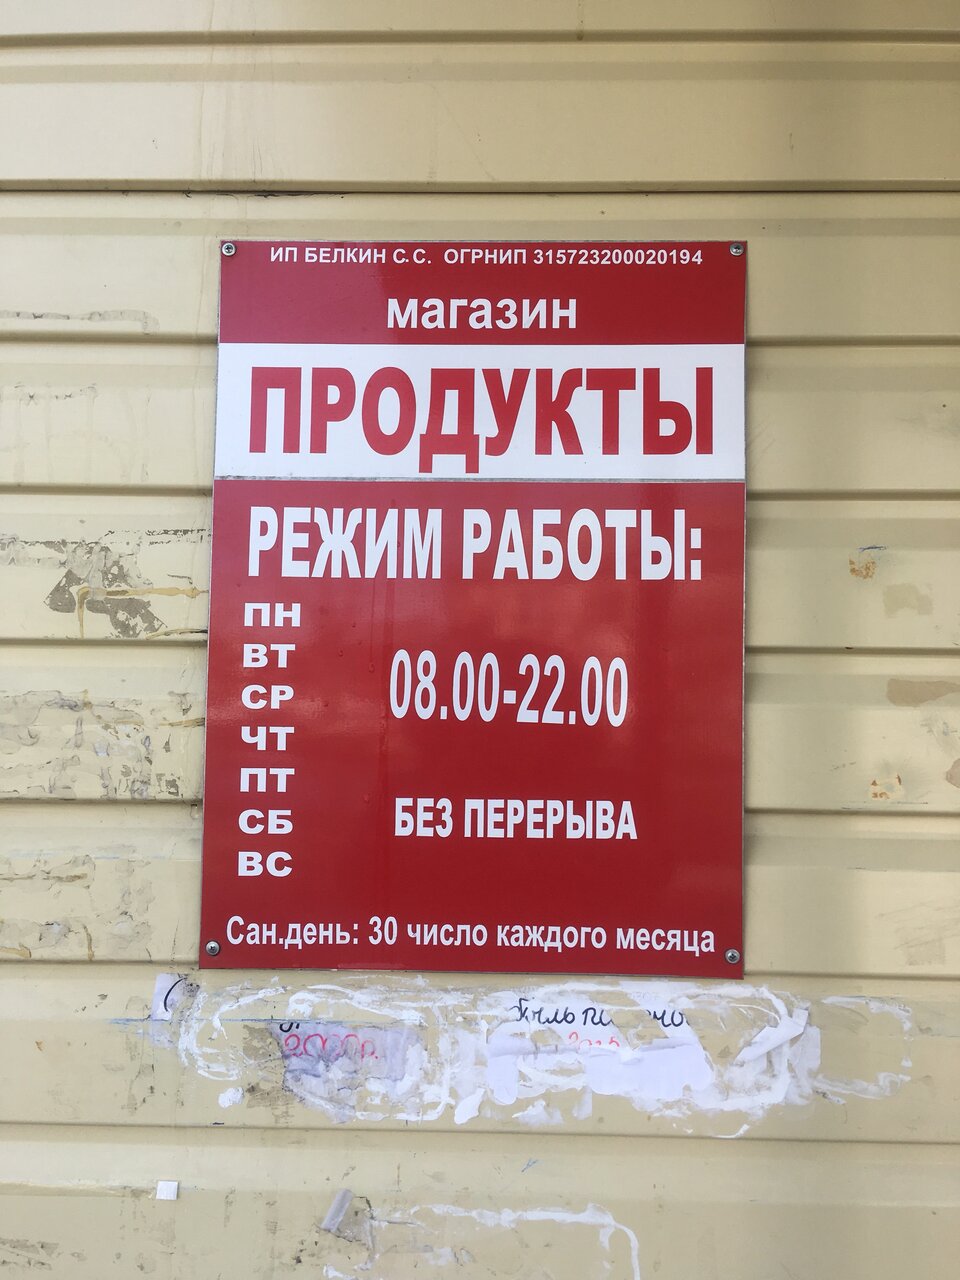 ИП БЕЛКИН С.С. ОГРНИП 315723200020194
магазин
ПРОДУКТЫ
РЕЖИМ РАБОТЫ:
ПН
ВТ
СР
ЧТ
ПТ
СБ
ВС
08.00-22.00
БЕЗ ПЕРЕРЫВА
Сан.день: 30 число каждого месяца